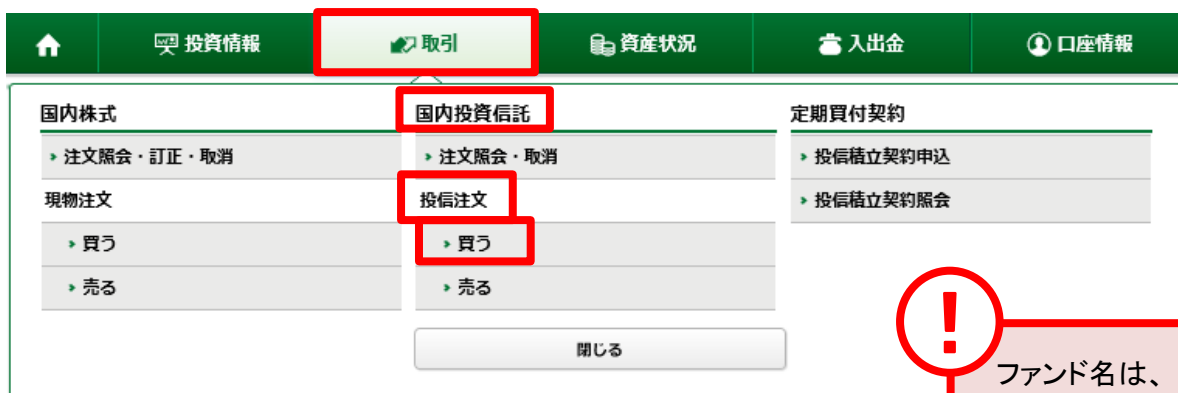 投資情報
取引
資産状況
入出金
口座情報
国内株式
注文照会・訂正・取消
現物注文
買う
売る
国内投資信託
注文照会・取消
投信注文
買う
売る
定期買付契約
投信積立契約申込
投信積立契約照会
閉じる
!
ファンド名は、